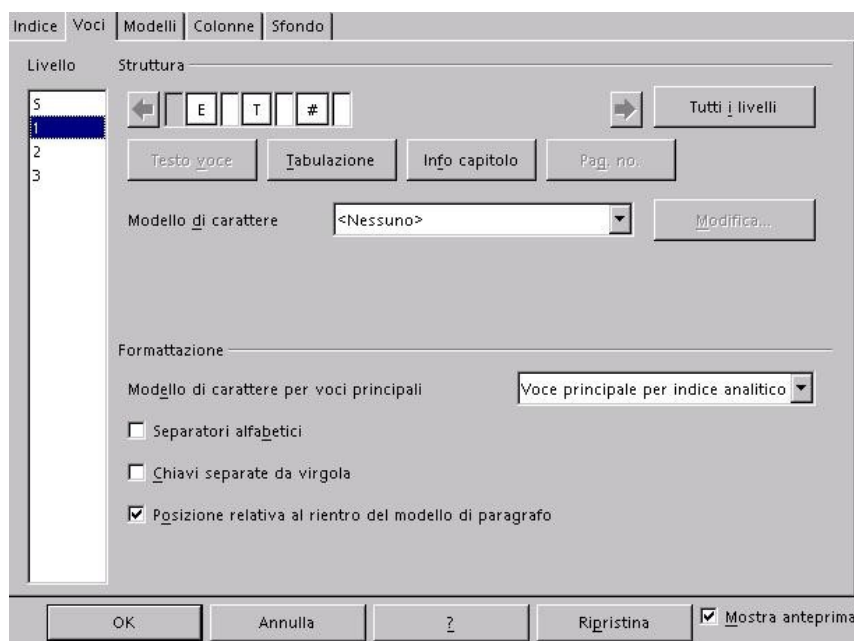 Indice Voci Modelli Colonne Sfondo
Livello Struttura
S
1
2
3
E T # Tutti i livelli
Testo voce Tabulazione Info capitolo Pag. no.
Modello di carattere <Nessuno> Modifica...
Formattazione
Modello di carattere per voci principali Voce principale per indice analitico
Separatori alfabetici
Chiavi separate da virgola
Posizione relativa al rientro del modello di paragrafo
OK Annulla ? Ripristina Mostra anteprima